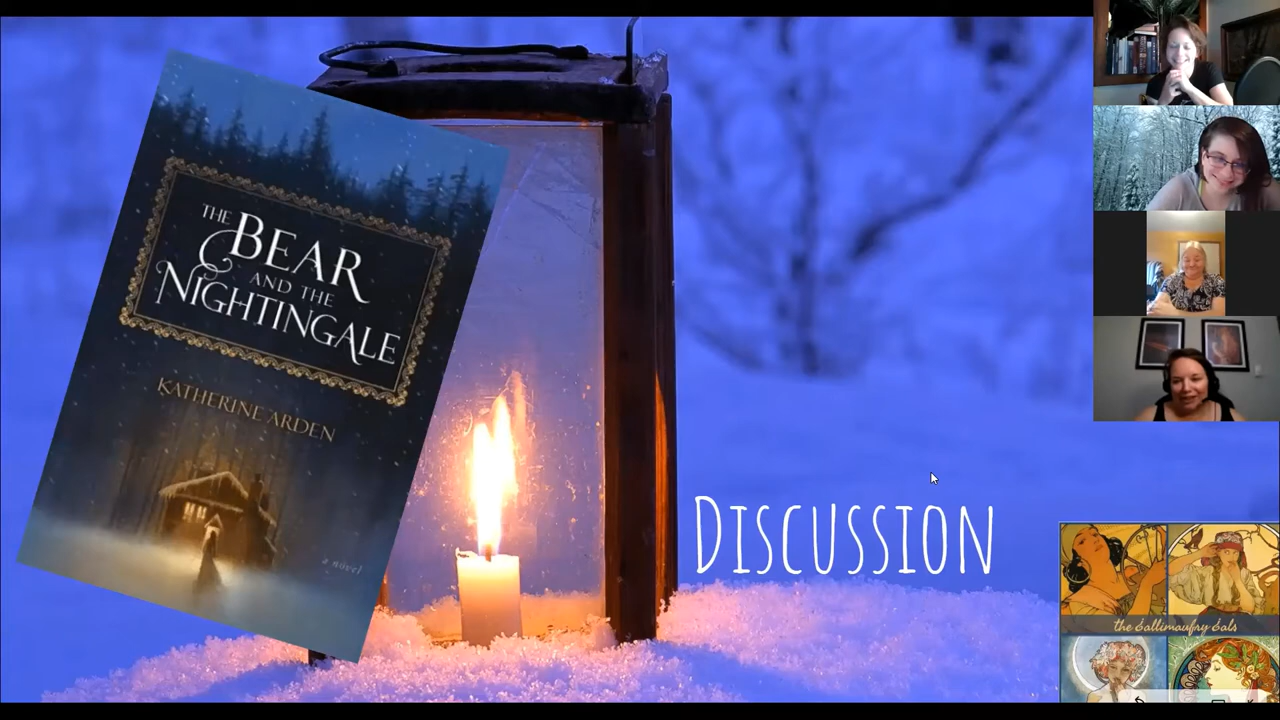 THE
BEAR
AND THE
NIGHTINGALE
KATHERINE ARDEN
a novel
DISCUSSION
the Gallimaufry Gals